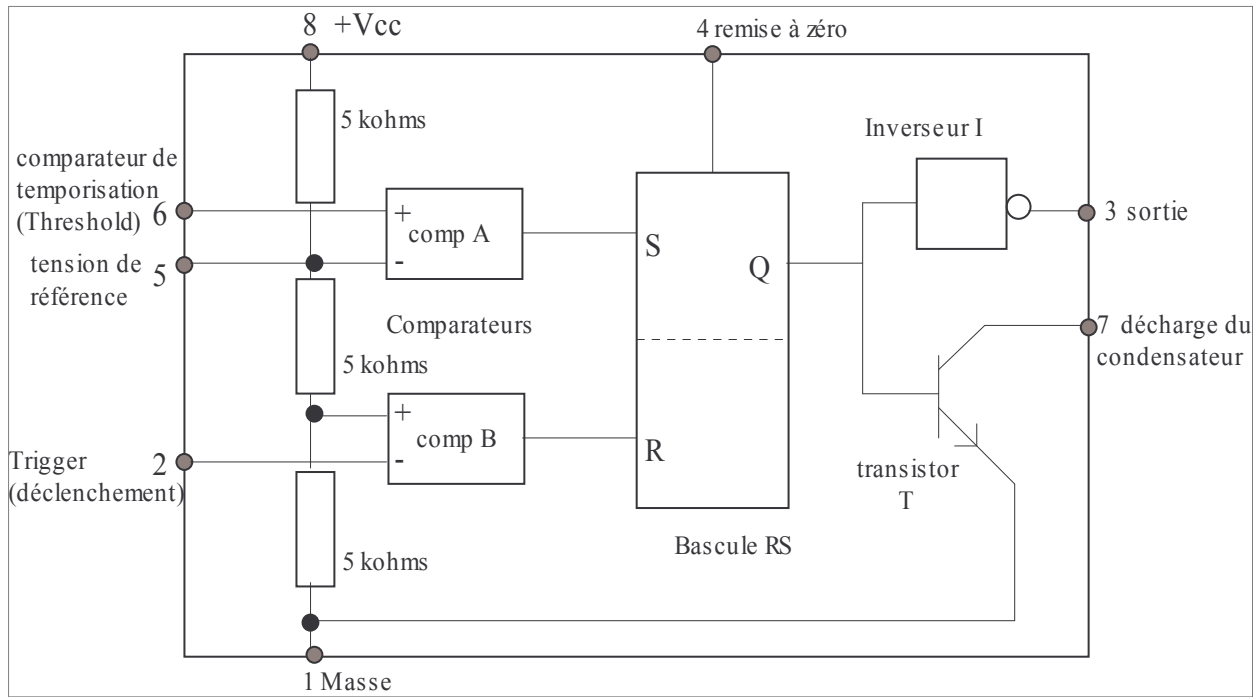 8 +Vcc
4 remise à zéro
5 kohms
Inverseur I
comparateur de
temporisation
(Threshold) 6
+
comp A
-
3 sortie
S
Q
tension de
référence
5
Comparateurs
7 décharge du
condensateur
5 kohms
+
comp B
-
R
Trigger
(déclenchement)
2
transistor
T
Bascule RS
5 kohms
1 Masse